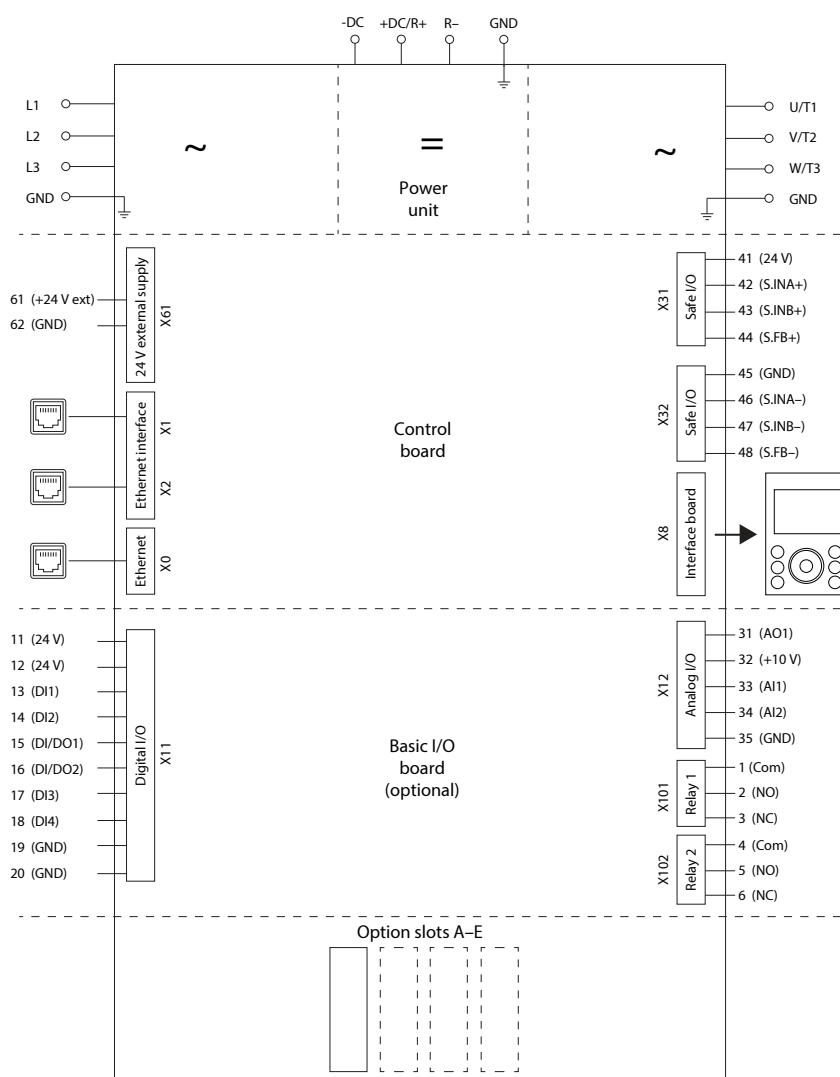 -DC +DC/R+ R– GND
L1
L2
L3
GND
~
=
~
Power
unit
U/T1
V/T2
W/T3
GND
61 (+24 V ext)
62 (GND)
24 V external supply
X61
X31
Safe I/O
41 (24 V)
42 (S.INA+)
43 (S.INB+)
44 (S.FB+)
Ethernet interface
X1
X2
Control
board
X32
Safe I/O
45 (GND)
46 (S.INA–)
47 (S.INB–)
48 (S.FB–)
Ethernet
X0
X8
Interface board
11 (24 V)
12 (24 V)
13 (DI1)
14 (DI2)
15 (DI/DO1)
16 (DI/DO2)
17 (DI3)
18 (DI4)
19 (GND)
20 (GND)
Digital I/O
X11
Basic I/O
board
(optional)
X12
Analog I/O
31 (AO1)
32 (+10 V)
33 (AI1)
34 (AI2)
35 (GND)
X101
Relay 1
1 (Com)
2 (NO)
3 (NC)
X102
Relay 2
4 (Com)
5 (NO)
6 (NC)
Option slots A–E